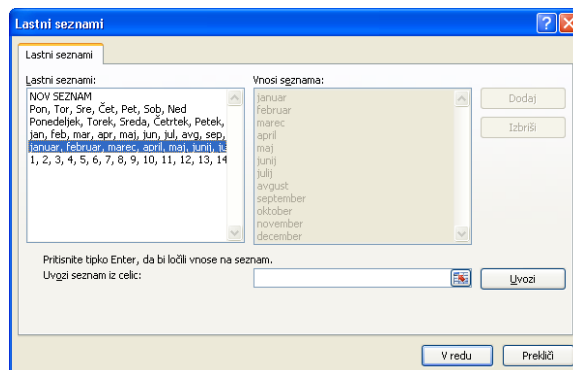 Lastni seznami
Lastni seznami
Lastni seznami:
NOV SEZNAM
Pon, Tor, Sre, Čet, Pet, Sob, Ned
Ponedeljek, Torek, Sreda, Četrtek, Petek,
jan, feb, mar, apr, maj, jun, jul, avg, sep,
januar, februar, marec, april, maj, junij, ju
1, 2, 3, 4, 5, 6, 7, 8, 9, 10, 11, 12, 13, 14
Vnosi seznama:
januar
februar
marec
april
maj
junij
julij
avgust
september
oktober
november
december
Dodaj
Izbriši
Pritisnite tipko Enter, da bi ločili vnose na seznam.
Uvozi seznam iz celic:
Uvozi
V redu
Prekliči